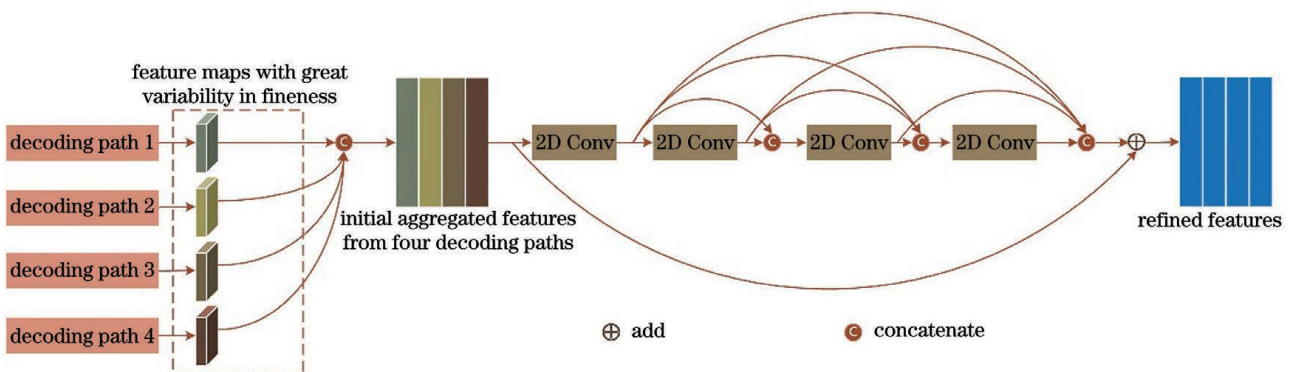 feature maps with great
variability in fineness
decoding path 1
decoding path 2
decoding path 3
decoding path 4
C
initial aggregated features
from four decoding paths
2D Conv
2D Conv
C
2D Conv
C
2D Conv
C
refined features
add
C concatenate